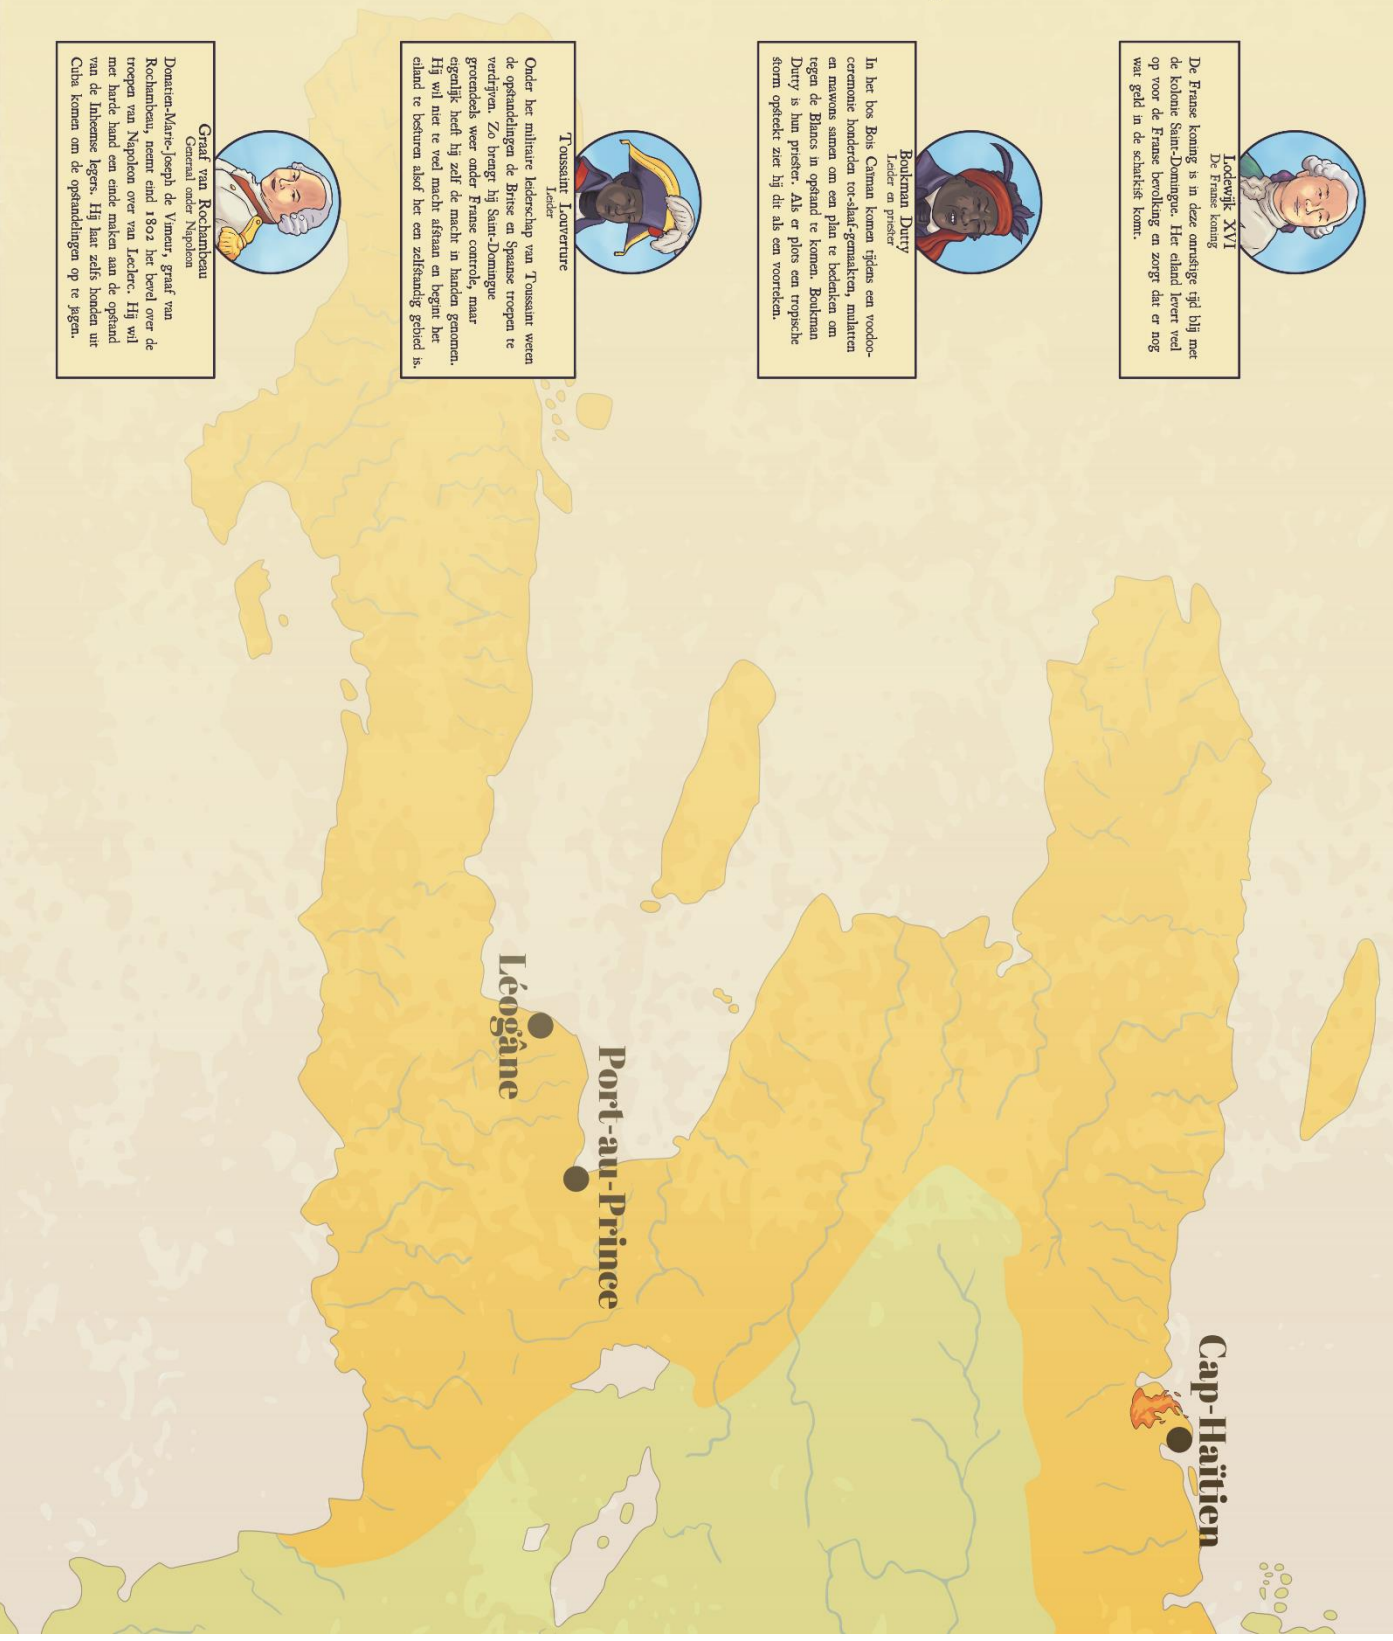 Lodewijk XVI
De Franse koning
De Franse koning is in deze onrustige tijd blij met
de kolonie Saint-Domingue. Het eiland levert veel
op voor de Franse bevolking en zorgt dat er nog
wat geld in de schatkist komt.
Boukman Dutty
Leider en priester
In het bos Bois Caïman komen tijdens een voodoo-
ceremonie honderden tot-slaaf-gemaakten, mulatten
en mawons samen om een plan te bedenken om
tegen de Blancs in opstand te komen. Boukman
Dutty is hun priester. Als er plots een tropische
storm opsteekt ziet hij dit als een voorteken.
Toussaint Louverture
Leider
Onder het militaire leiderschap van Toussaint weten
de opstandelingen de Britse en Spaanse troepen te
verdrijven. Zo brengt hij Saint-Domingue
grotendeels weer onder Franse controle, maar
eigenlijk heeft hij zelf de macht in handen genomen.
Hij wil niet te veel macht afstaan en begint het
eiland te besturen alsof het een zelfstandig gebied is.
Graaf van Rochambeau
Generaal onder Napoleon
Donatien-Marie-Joseph de Vimeur, graaf van
Rochambeau, neemt eind 1802 het bevel over de
troepen van Napoleon over van Leclerc. Hij wil
met harde hand een einde maken aan de opstand
van de Inheemse legers. Hij laat zelfs honden uit
Cuba komen om de opstandelingen op te jagen.
Cap-Haïtien
Port-au-Prince
Léogâne